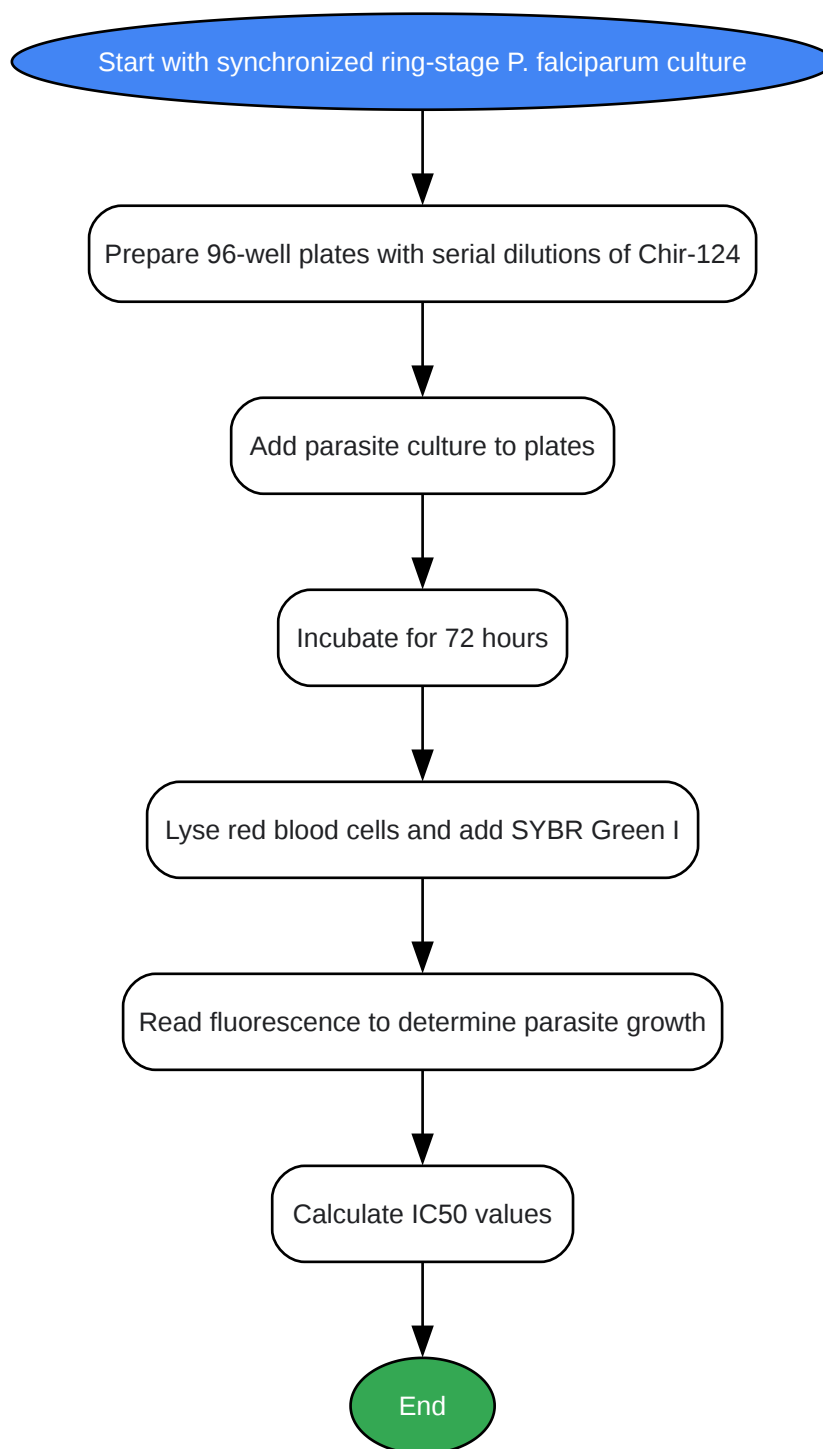 Start with synchronized ring-stage P. falciparum culture
Prepare 96-well plates with serial dilutions of Chir-124
Add parasite culture to plates
Incubate for 72 hours
Lyse red blood cells and add SYBR Green I
Read fluorescence to determine parasite growth
Calculate IC50 values
End